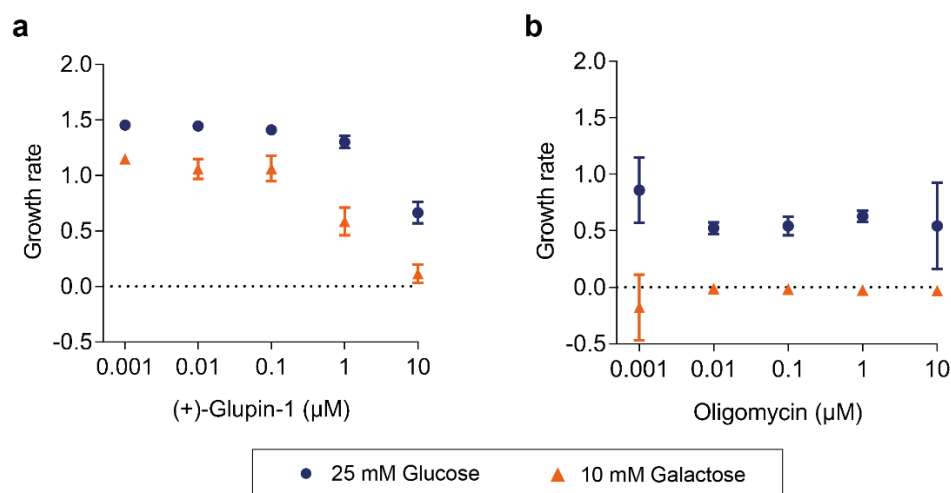 a
2.0
1.5
1.0
0.5
0.0
-0.5
Growth rate
0.001 0.01 0.1 1 10
(+)-Glupin-1 (µM)
b
2.0
1.5
1.0
0.5
0.0
-0.5
Growth rate
0.001 0.01 0.1 1 10
Oligomycin (µM)
25 mM Glucose 10 mM Galactose